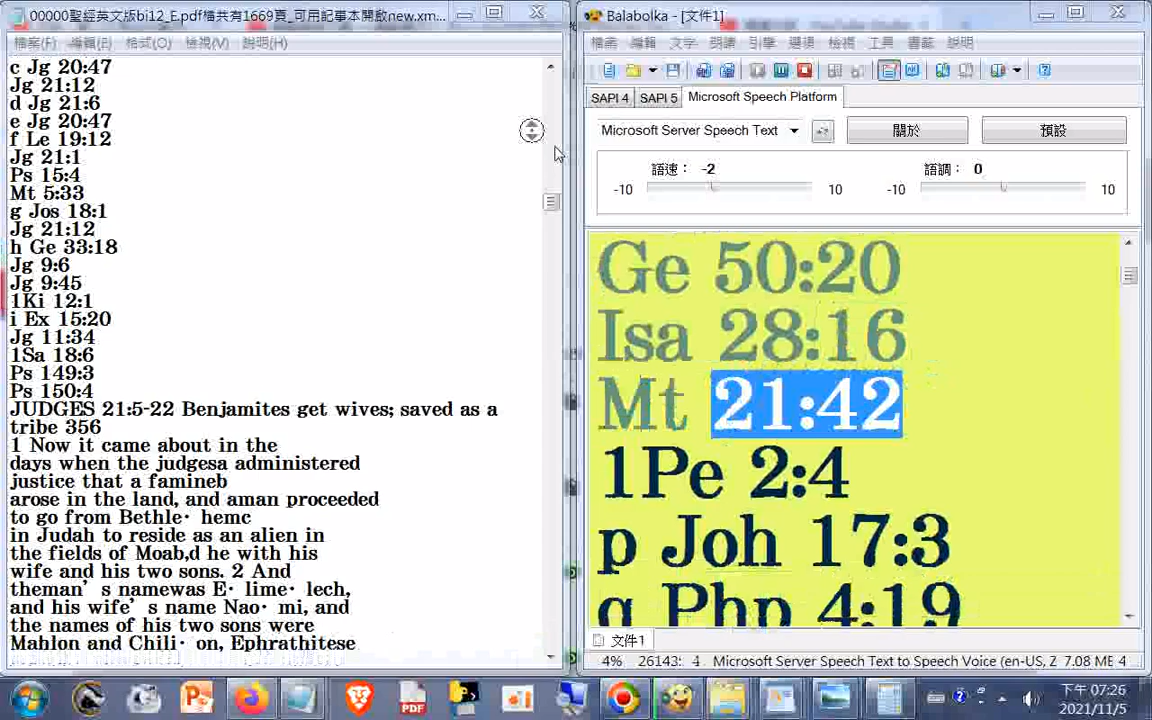 00000聖經英文版bi12_E.pdf檔共有1669頁_可用記事本開啟new.xm...
檔案(F) 編輯(E) 格式(O) 檢視(V) 說明(H)
c Jg 20:47
Jg 21:12
d Jg 21:6
e Jg 20:47
f Le 19:12
Jg 21:1
Ps 15:4
Mt 5:33
g Jos 18:1
Jg 21:12
h Ge 33:18
Jg 9:6
Jg 9:45
1Ki 12:1
i Ex 15:20
Jg 11:34
1Sa 18:6
Ps 149:3
Ps 150:4
JUDGES 21:5-22 Benjamites get wives; saved as a
tribe 356
1 Now it came about in the
days when the judgesa administered
justice that a famineb
arose in the land, and aman proceeded
to go from Bethle· hemc
in Judah to reside as an alien in
the fields of Moab,d he with his
wife and his two sons. 2 And
theman’s namewas E· lime· lech,
and his wife’s name Nao· mi, and
the names of his two sons were
Mahlon and Chili· on, Ephrathitese
Balabolka - [文件1]
檔案 編輯 文字 朗讀 引擎 選項 檢視 工具 書籤 說明
SAPI 4 SAPI 5 Microsoft Speech Platform
Microsoft Server Speech Text 關於 預設
語速： -2 語調： 0
-10 10 -10 10
Ge 50:20
Isa 28:16
Mt 21:42
1Pe 2:4
p Joh 17:3
q Php 4:19
文件1
4% 26143: 4 Microsoft Server Speech Text to Speech Voice (en-US, Z 7.08 ME 4
下午 07:26
2021/11/5